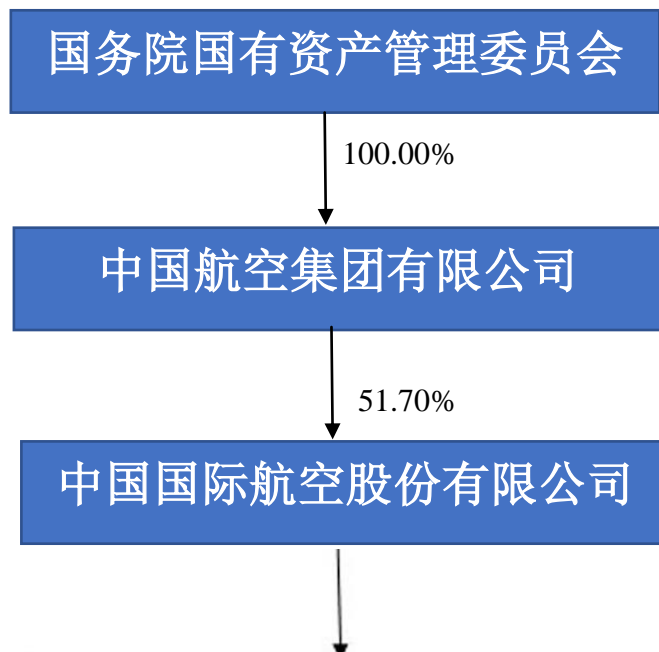 国务院国有资产管理委员会
100.00%
中国航空集团有限公司
51.70%
中国国际航空股份有限公司